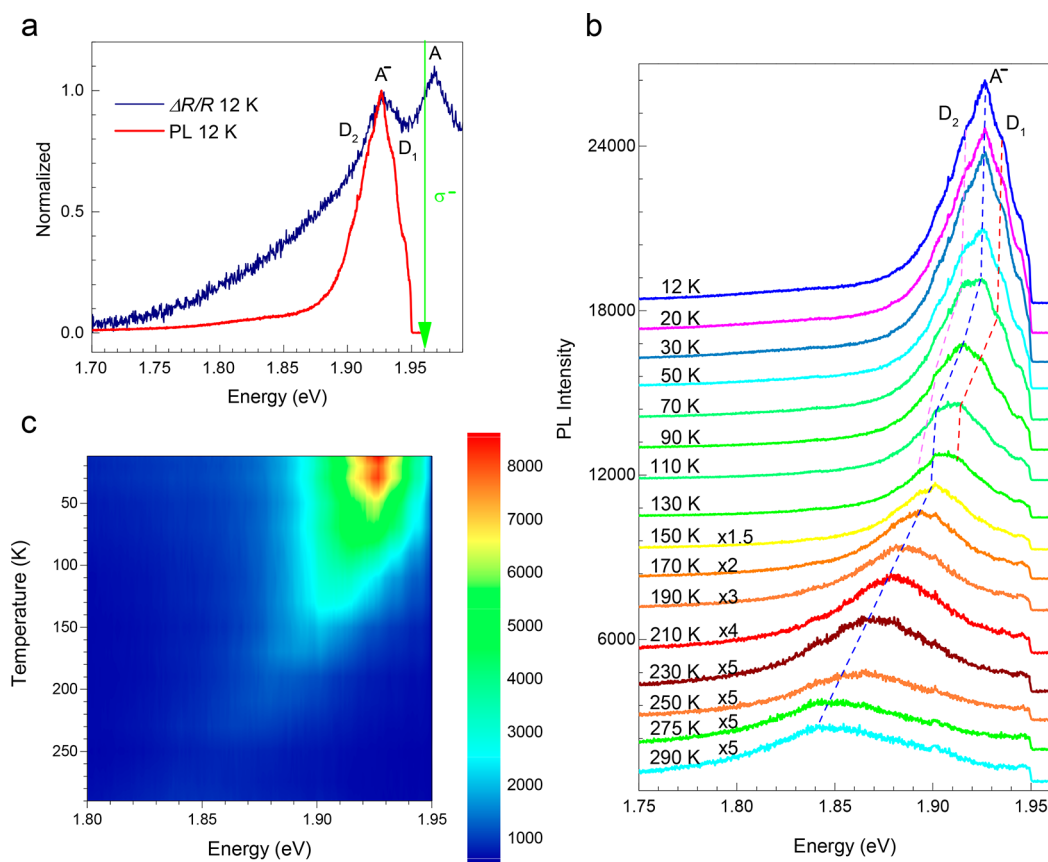 a
ΔR/R 12 K
PL 12 K
A⁻
A
D₂
D₁
σ⁻
Normalized
1.0
0.5
0.0
1.70
1.75
1.80
1.85
1.90
1.95
Energy (eV)
b
A⁻
D₂
D₁
PL Intensity
24000
18000
12000
6000
12 K
20 K
30 K
50 K
70 K
90 K
110 K
130 K
150 K x1.5
170 K x2
190 K x3
210 K x4
230 K x5
250 K x5
275 K x5
290 K x5
1.75
1.80
1.85
1.90
1.95
Energy (eV)
c
Temperature (K)
50
100
150
200
250
1.80
1.85
1.90
1.95
Energy (eV)
8000
7000
6000
5000
4000
3000
2000
1000